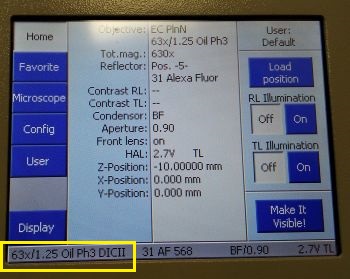 Home
Favorite
Microscope
Config
User
Display
Objective: EC PlnN
63x/1.25 Oil Ph3
Tot.mag.: 630x
Reflector: Pos. -5-
31 Alexa Fluor
Contrast RL: --
Contrast TL: --
Condensor: BF
Aperture: 0.90
Front lens: on
HAL: 2.7V TL
Z-Position: -10.00000 mm
X-Position: 0.000 mm
Y-Position: 0.000 mm
User:
Default
Load
position
RL Illumination
Off On
TL Illumination
Off On
Make It
Visible!
63x/1.25 Oil Ph3 DICII 31 AF 568 BF/0.90 2.7V TL